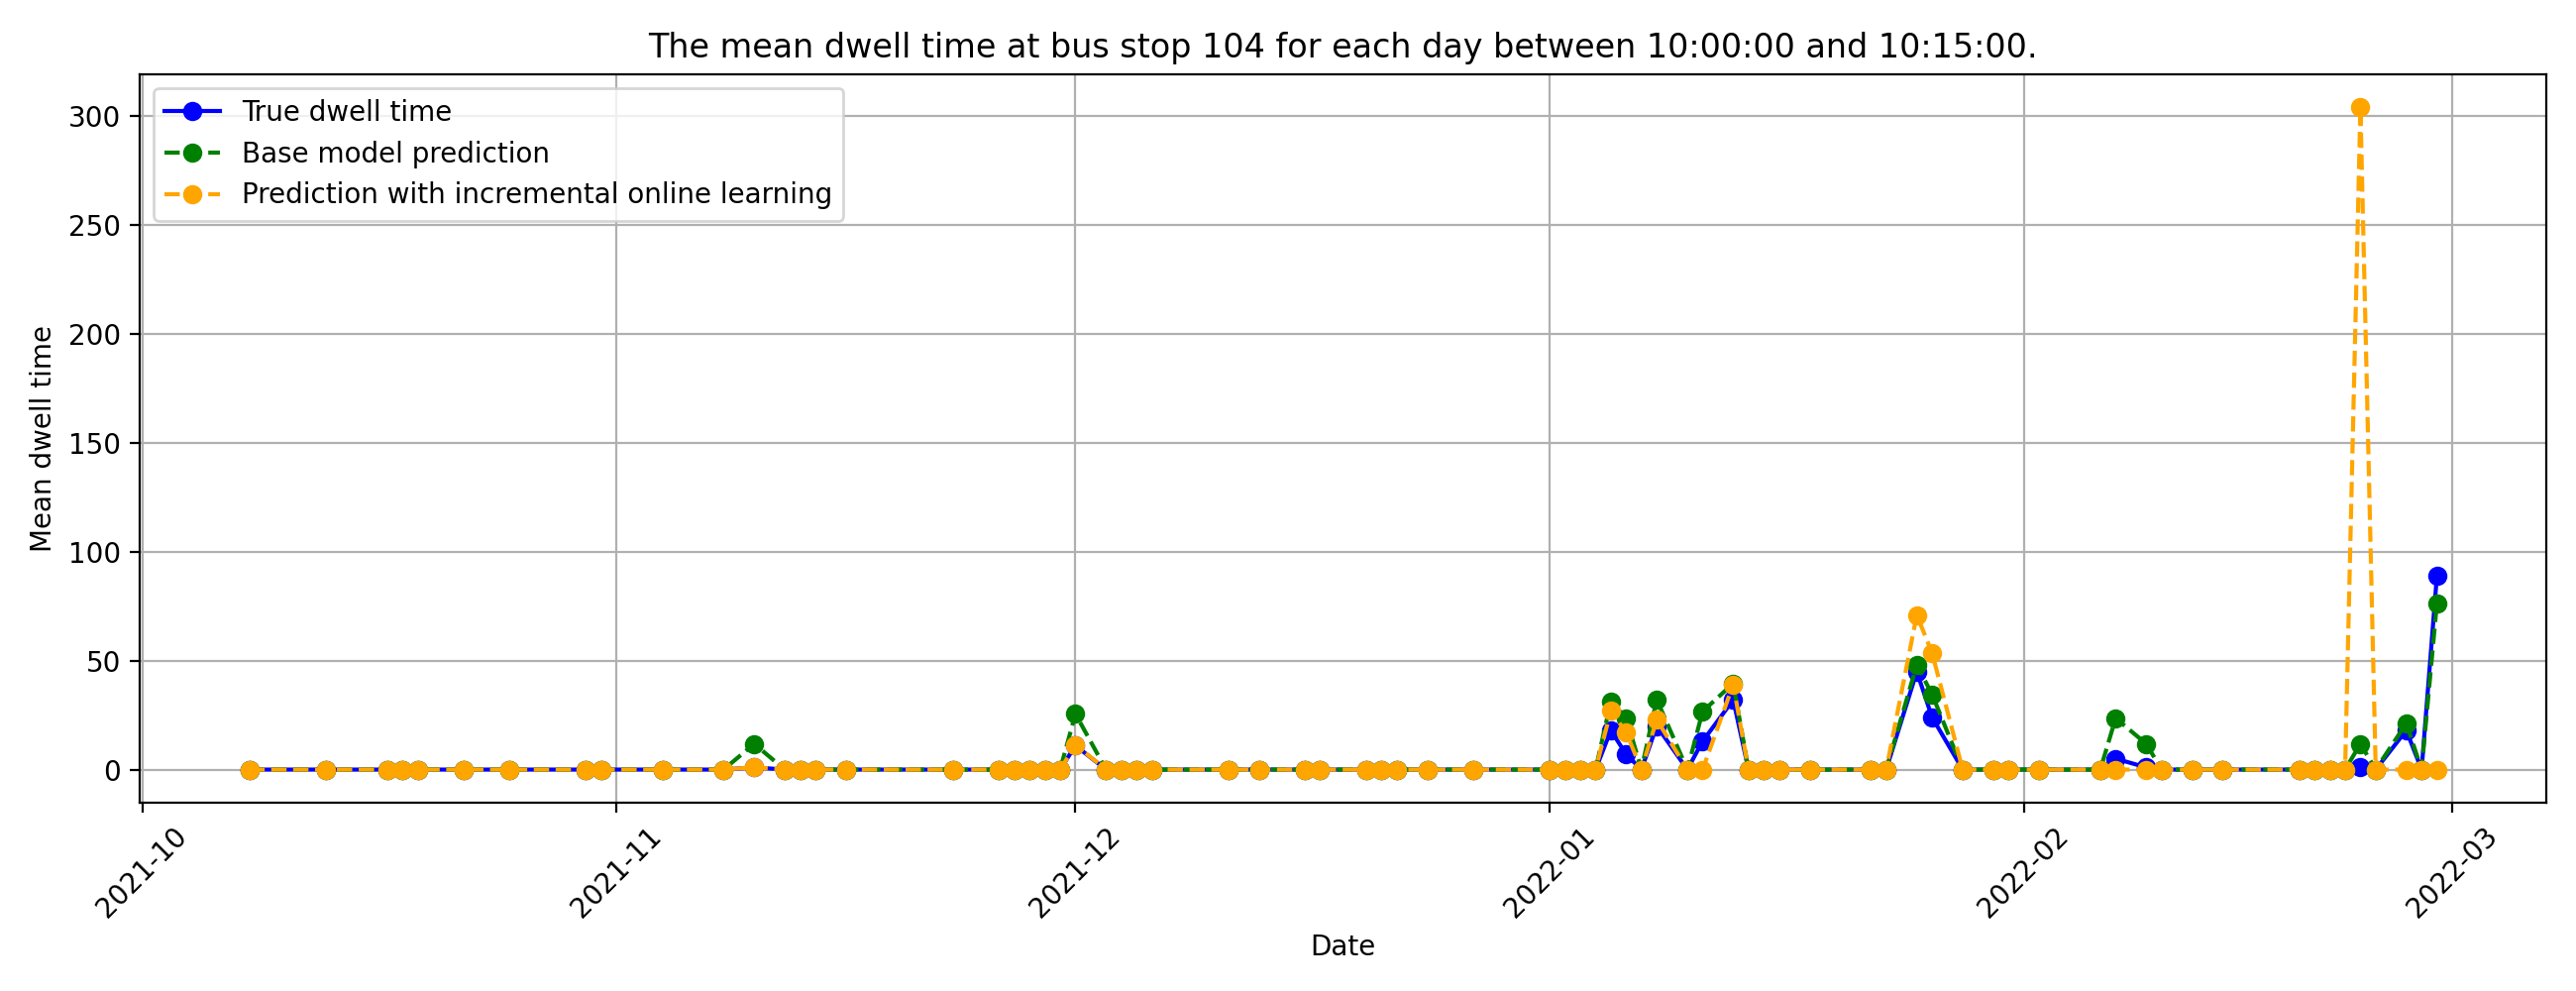 The mean dwell time at bus stop 104 for each day between 10:00:00 and 10:15:00.
True dwell time
Base model prediction
Prediction with incremental online learning
Mean dwell time
300
250
200
150
100
50
0
2021-10
2021-11
2021-12
2022-01
2022-02
2022-03
Date